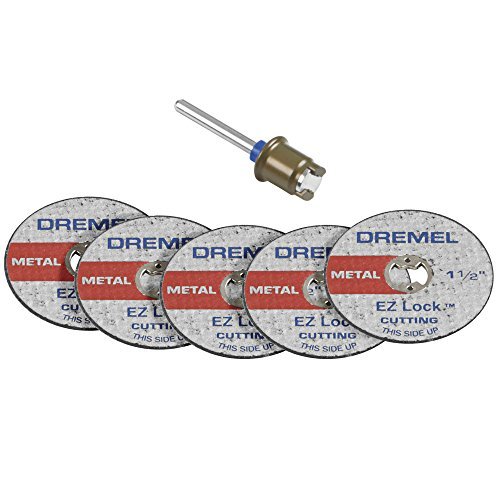 DREMEL
METAL
EZ Lock
CUTTING
THIS SIDE UP
DREMEL
METAL
EZ Lock
CUTTING
THIS SIDE UP
DREMEL
METAL
EZ Lock
CUTTING
THIS SIDE UP
DREMEL
METAL
EZ Lock
CUTTING
THIS SIDE UP
DREMEL
METAL 1 1/2"
EZ Lock™
CUTTING
THIS SIDE UP